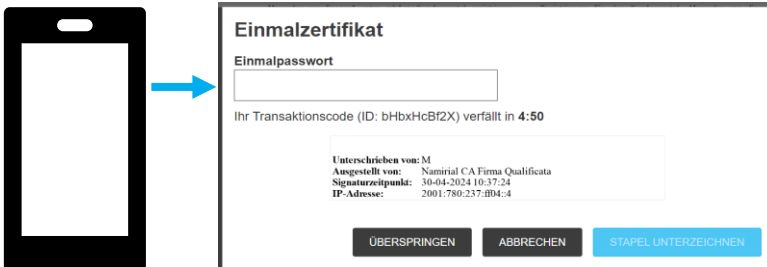 Einmalzertifikat
Einmalpasswort
Ihr Transaktionscode (ID: bHbxHcBf2X) verfällt in 4:50
Unterschrieben von: M
Ausgestellt von: Namirial CA Firma Qualificata
Signaturzeitpunkt: 30-04-2024 10:37:24
IP-Adresse: 2001:780:237:ff04::4
ÜBERSPRINGEN ABBRECHEN STAPEL UNTERZEICHNEN